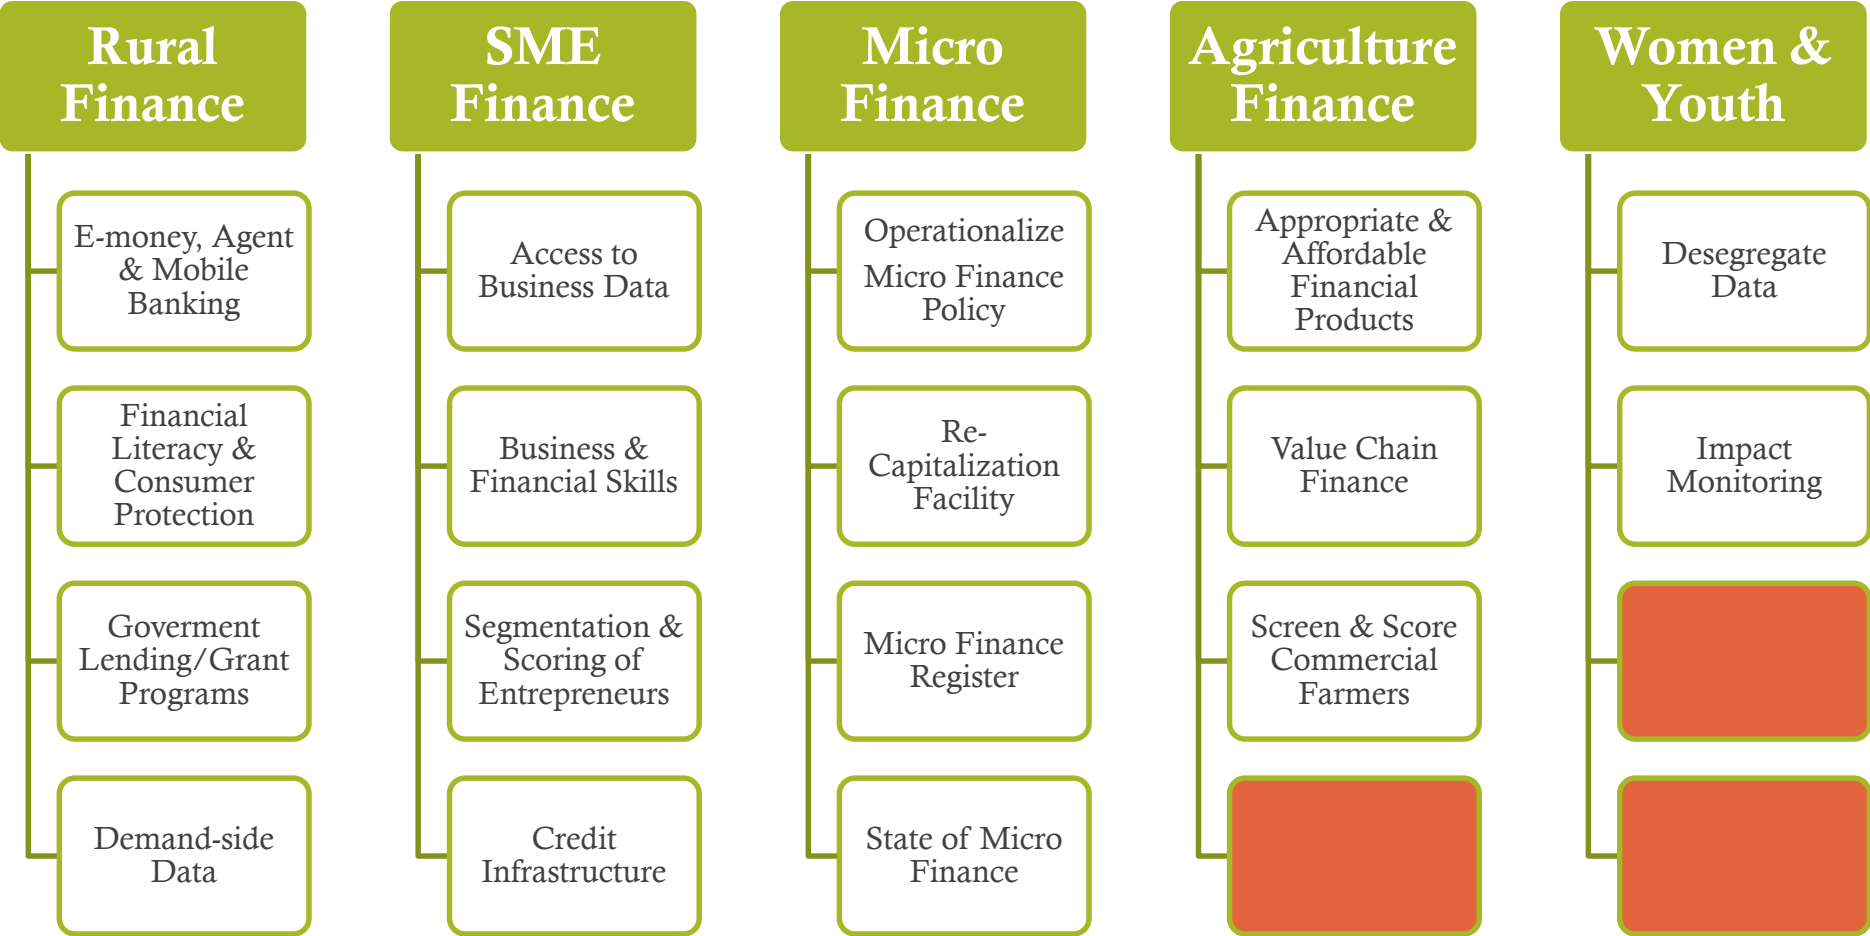 Rural
Finance
E-money, Agent
& Mobile
Banking
Financial
Literacy &
Consumer
Protection
Goverment
Lending/Grant
Programs
Demand-side
Data
SME
Finance
Access to
Business Data
Business &
Financial Skills
Segmentation &
Scoring of
Entrepreneurs
Credit
Infrastructure
Micro
Finance
Operationalize
Micro Finance
Policy
Re-
Capitalization
Facility
Micro Finance
Register
State of Micro
Finance
Agriculture
Finance
Appropriate &
Affordable
Financial
Products
Value Chain
Finance
Screen & Score
Commercial
Farmers
Women &
Youth
Desegregate
Data
Impact
Monitoring